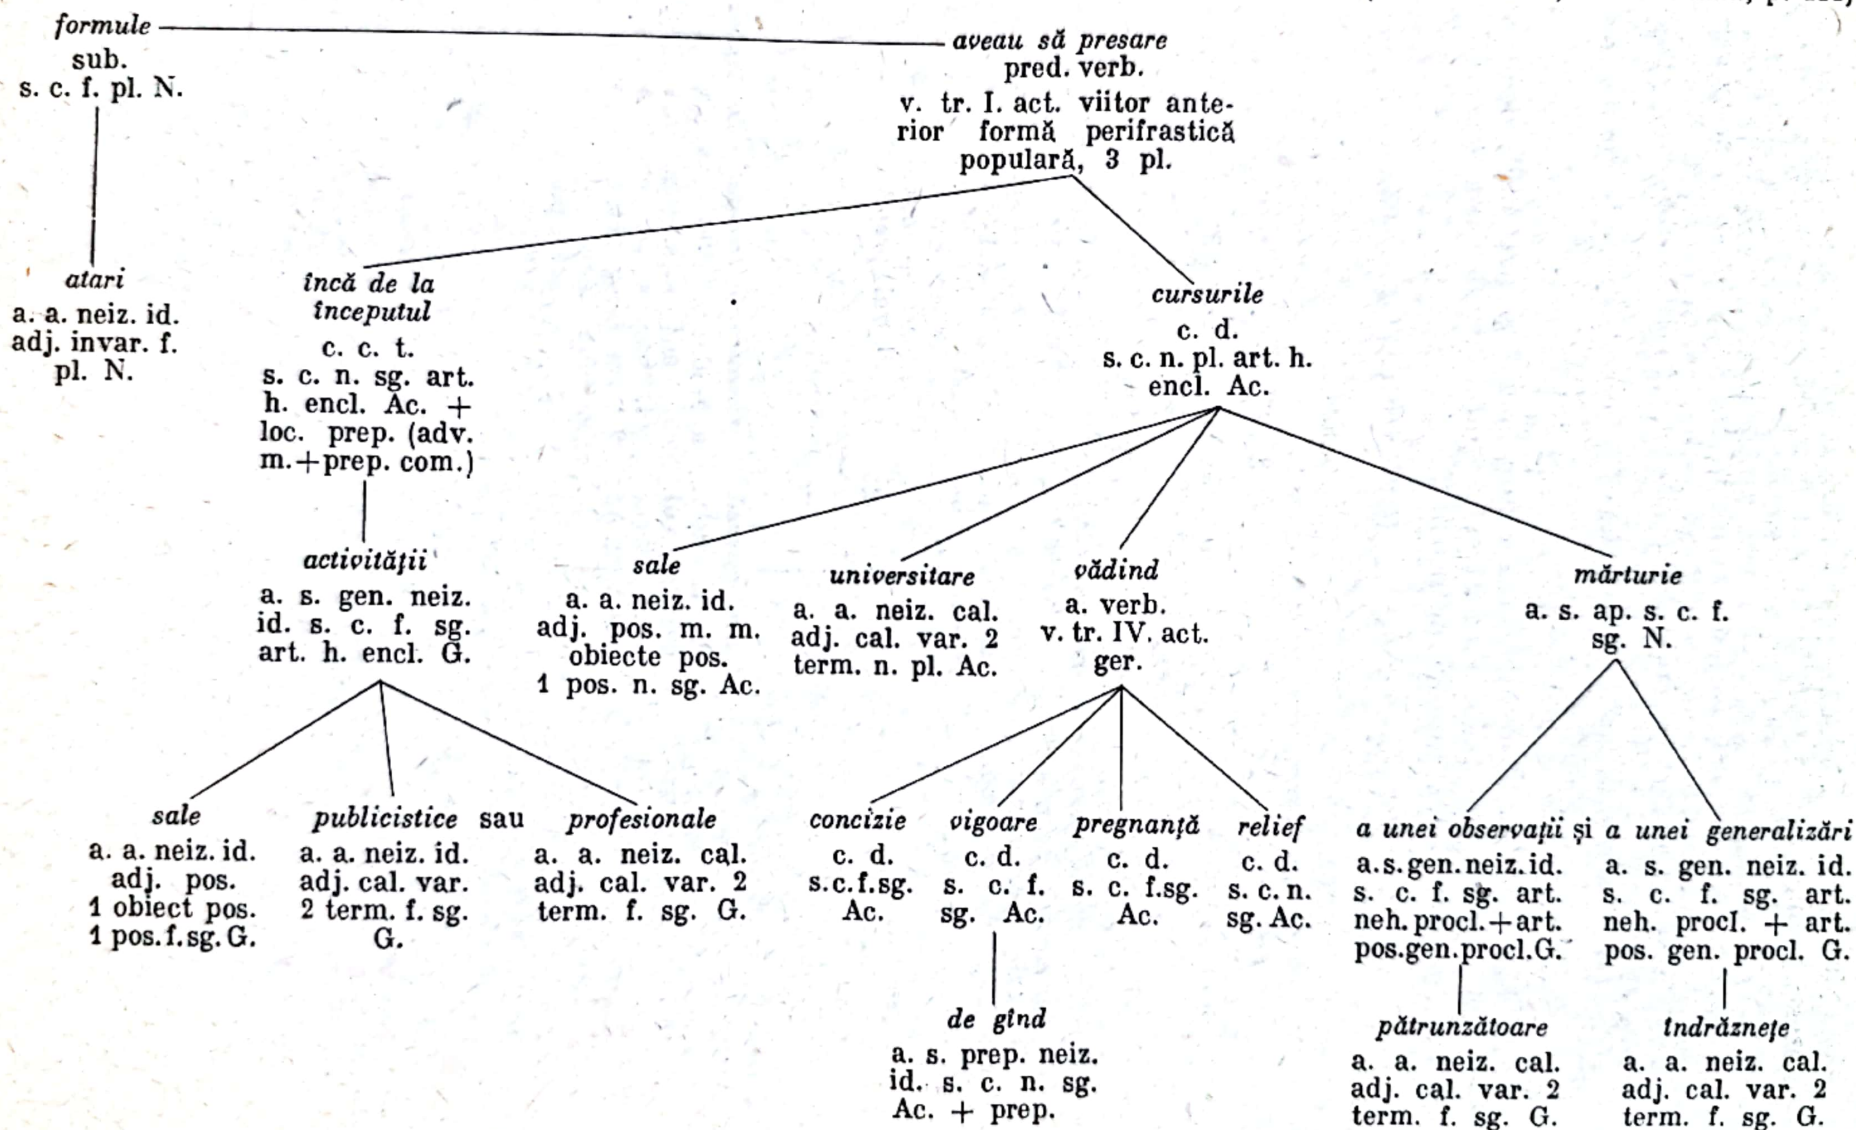 formule
sub.
s. c. f. pl. N.
aveau să presare
pred. verb.
v. tr. I. act. viitor ante-
rior formă perifrastică
populară, 3 pl.
atari
a. a. neiz. id.
adj. invar. f.
pl. N.
încă de la
începutul
c. c. t.
s. c. n. sg. art.
h. encl. Ac. +
loc. prep. (adv.
m.+prep. com.)
cursurile
c. d.
s. c. n. pl. art. h.
encl. Ac.
activității
a. s. gen. neiz.
id. s. c. f. sg.
art. h. encl. G.
sale
a. a. neiz. id.
adj. pos. m. m.
obiecte pos.
1 pos. n. sg. Ac.
universitare
a. a. neiz. cal.
adj. cal. var. 2
term. n. pl. Ac.
vădind
a. verb.
v. tr. IV. act.
ger.
mărturie
a. s. ap. s. c. f.
sg. N.
sale
a. a. neiz. id.
adj. pos.
1 obiect pos.
1 pos. f. sg. G.
publicistice sau
a. a. neiz. id.
adj. cal. var.
2 term. f. sg.
G.
profesionale
a. a. neiz. cal.
adj. cal. var. 2
term. f. sg. G.
concizie
c. d.
s.c.f.sg.
Ac.
vigoare
c. d.
s. c. f.
sg. Ac.
pregnanță
c. d.
s. c. f.sg.
Ac.
relief
c. d.
s. c. n.
sg. Ac.
a unei observații și
a.s.gen.neiz.id.
s. c. f. sg. art.
neh. procl.+art.
pos.gen.procl.G.
a unei generalizări
a. s. gen. neiz. id.
s. c. f. sg. art.
neh. procl. + art.
pos. gen. procl. G.
de gînd
a. s. prep. neiz.
id. s. c. n. sg.
Ac. + prep.
pătrunzătoare
a. a. neiz. cal.
adj. cal. var. 2
term. f. sg. G.
îndrăznețe
a. a. neiz. cal.
adj. cal. var. 2
term. f. sg. G.